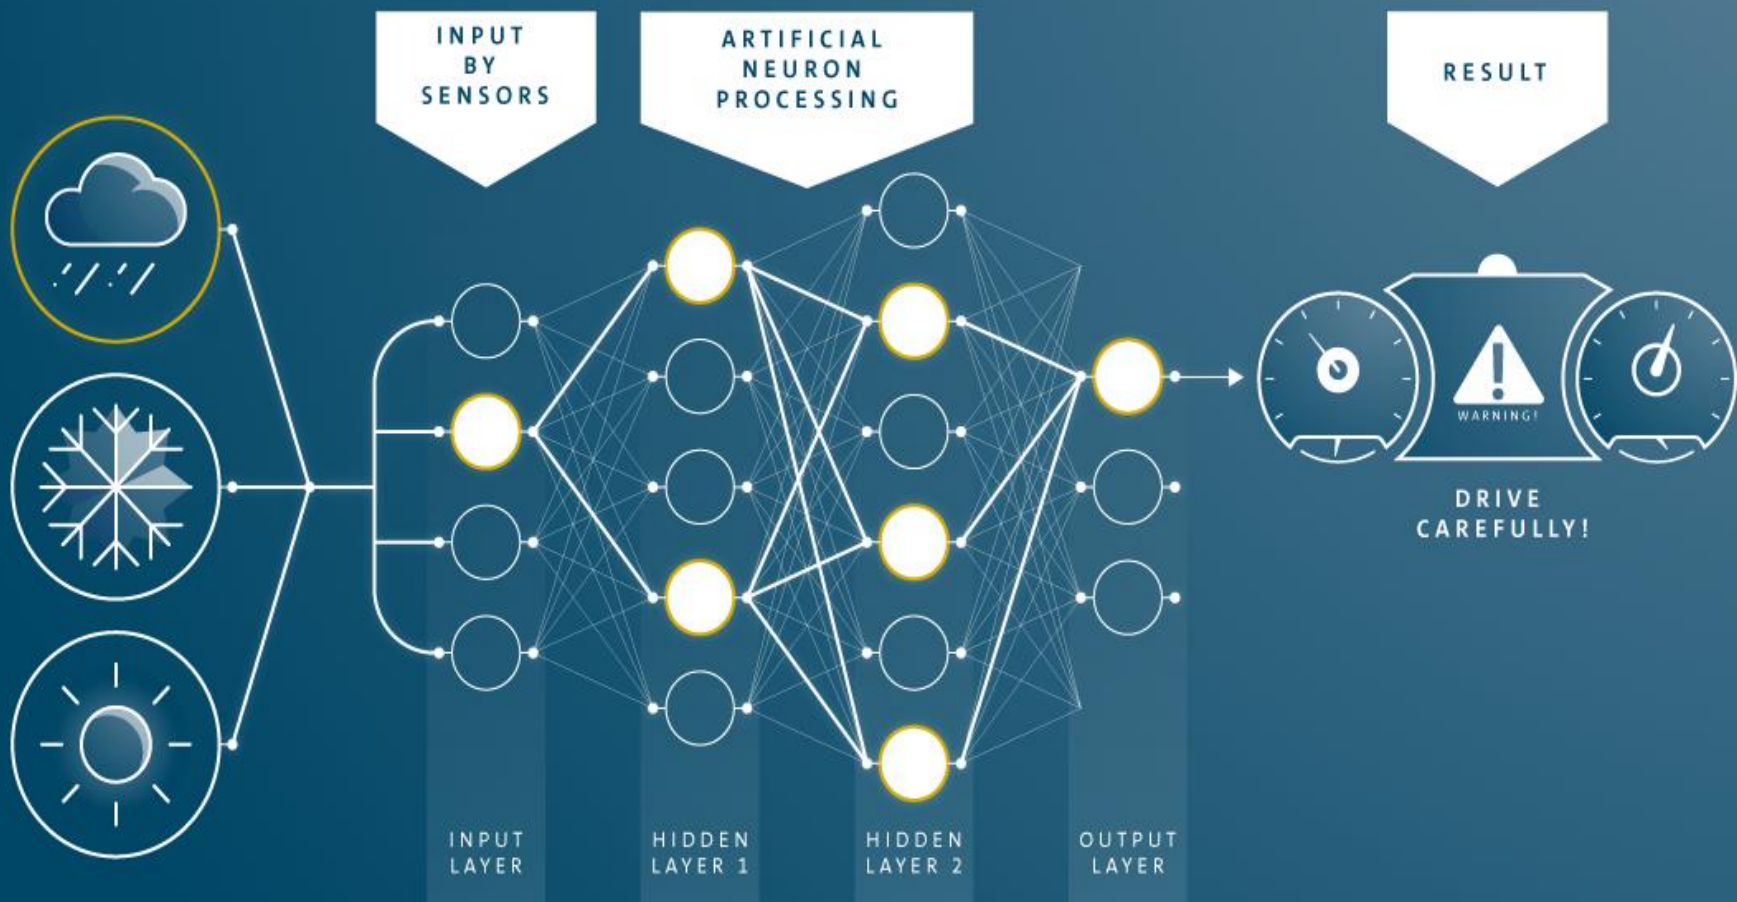 INPUT
BY
SENSORS
ARTIFICIAL
NEURON
PROCESSING
RESULT
WARNING!
DRIVE
CAREFULLY!
INPUT
LAYER
HIDDEN
LAYER 1
HIDDEN
LAYER 2
OUTPUT
LAYER